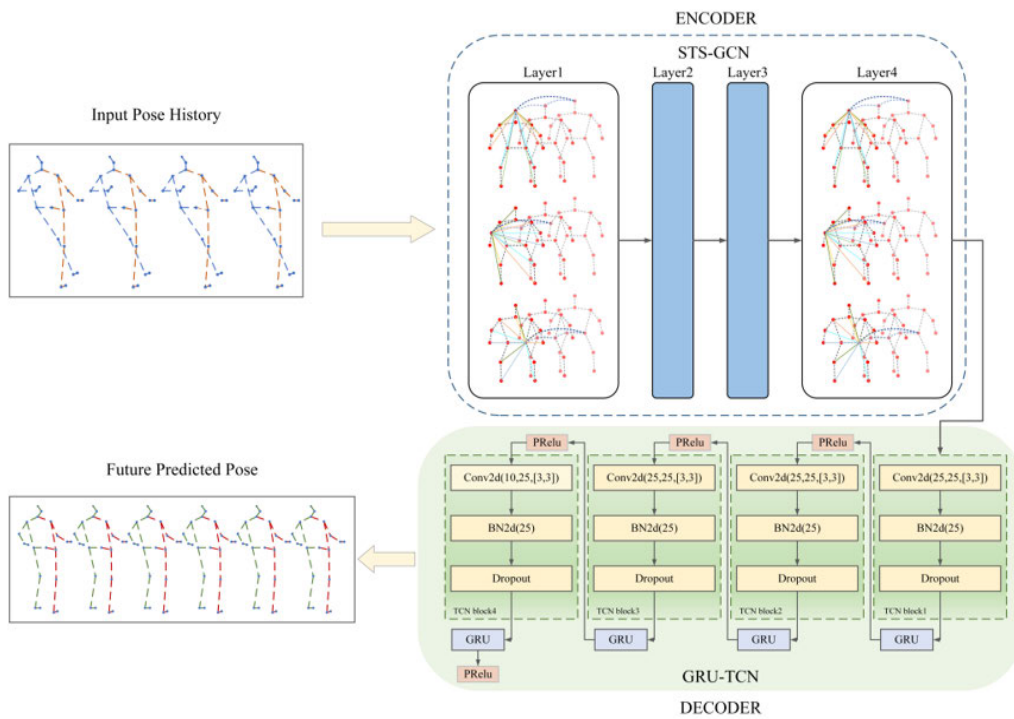 ENCODER
STS-GCN
Layer1
Layer2
Layer3
Layer4
Input Pose History
Future Predicted Pose
PRelu
PRelu
PRelu
Conv2d(10,25,[3,3])
Conv2d(25,25,[3,3])
Conv2d(25,25,[3,3])
Conv2d(25,25,[3,3])
BN2d(25)
BN2d(25)
BN2d(25)
BN2d(25)
Dropout
Dropout
Dropout
Dropout
TCN block4
TCN block3
TCN block2
TCN block1
GRU
GRU
GRU
GRU
PRelu
GRU-TCN
DECODER